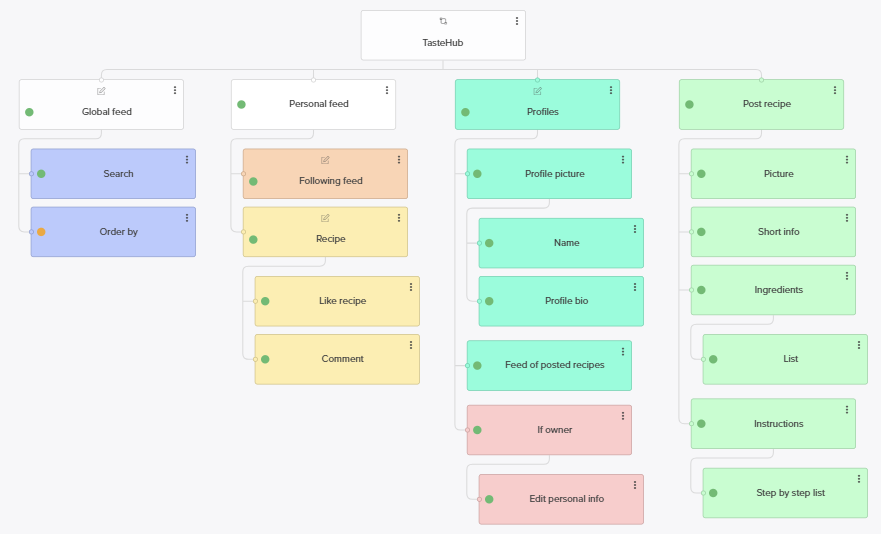 TasteHub
Global feed
Search
Order by
Personal feed
Following feed
Recipe
Like recipe
Comment
Profiles
Profile picture
Name
Profile bio
Feed of posted recipes
If owner
Edit personal info
Post recipe
Picture
Short info
Ingredients
List
Instructions
Step by step list